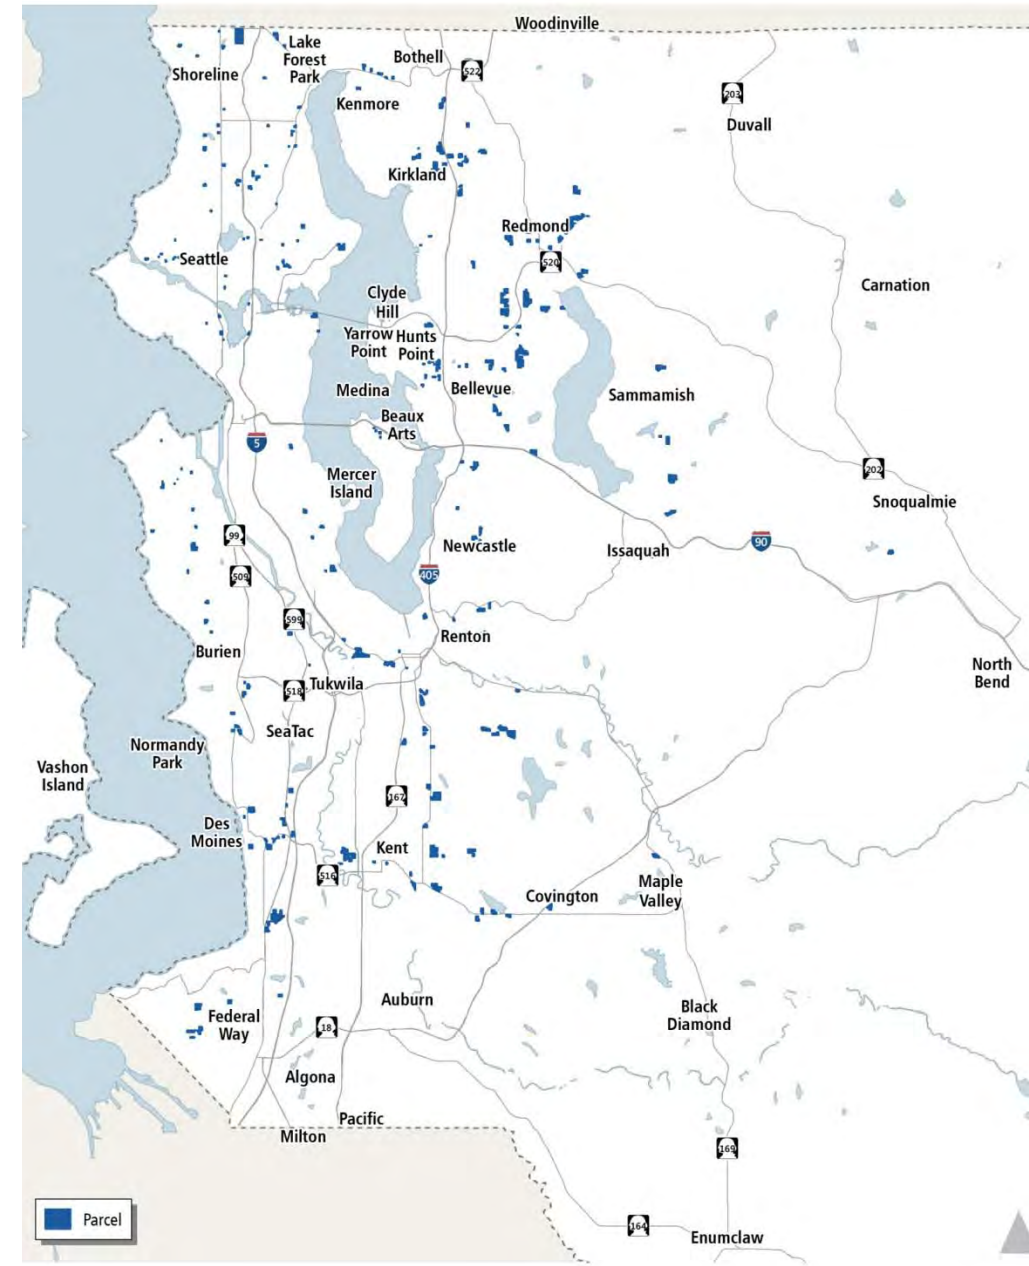 Woodinville
Lake
Forest
Park
Shoreline
Bothell
522
Kenmore
203
Duvall
Kirkland
Redmond
Seattle
520
Carnation
Clyde
Hill
Yarrow
Point
Hunts
Point
Medina
Bellevue
Sammamish
Beaux
Arts
5
202
Mercer
Island
Snoqualmie
99
Newcastle
Issaquah
90
509
405
599
Renton
Burien
North
Bend
518
Tukwila
SeaTac
Normandy
Park
Vashon
Island
167
Des
Moines
Kent
516
Covington
Maple
Valley
Auburn
Federal
Way
Black
Diamond
18
Algona
Pacific
Milton
169
Parcel
164
Enumclaw